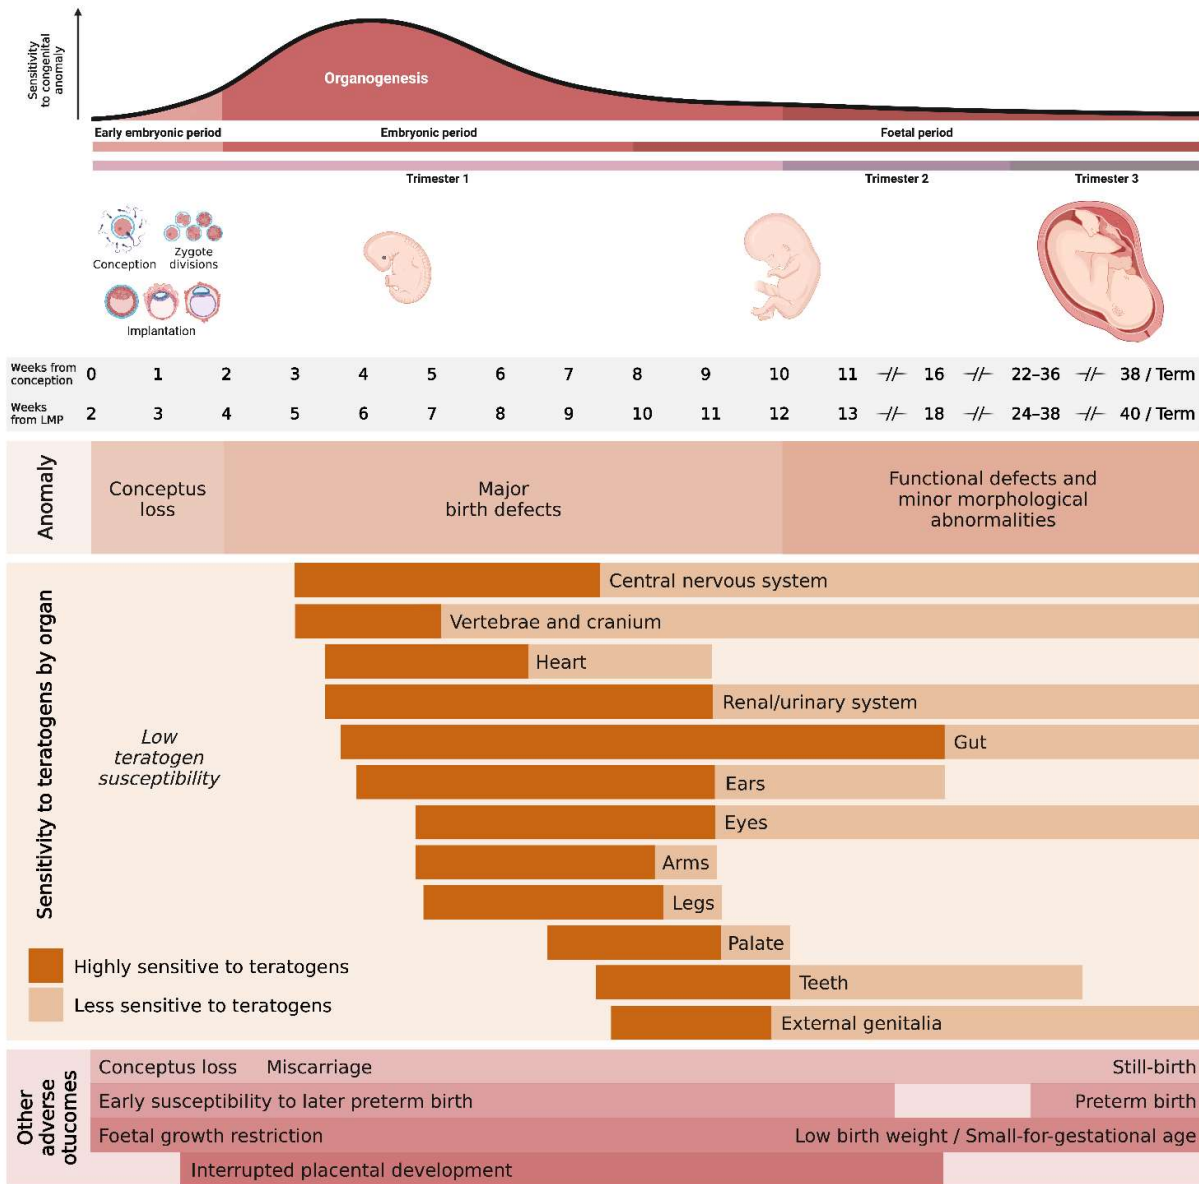 Sensitivity
to congenital
anomaly
Organogenesis
Early embryonic period
Embryonic period
Foetal period
Trimester 1
Trimester 2
Trimester 3
Conception
Zygote
divisions
Implantation
Weeks from
conception 0 1 2 3 4 5 6 7 8 9 10 11 -//- 16 -//- 22–36 -//- 38 / Term
Weeks
from LMP 2 3 4 5 6 7 8 9 10 11 12 13 -//- 18 -//- 24–38 -//- 40 / Term
Anomaly
Conceptus
loss
Major
birth defects
Functional defects and
minor morphological
abnormalities
Sensitivity to teratogens by organ
Low
teratogen
susceptibility
Central nervous system
Vertebrae and cranium
Heart
Renal/urinary system
Gut
Ears
Eyes
Arms
Legs
Palate
Teeth
External genitalia
Highly sensitive to teratogens
Less sensitive to teratogens
Other
adverse
otucomes
Conceptus loss Miscarriage Still-birth
Early susceptibility to later preterm birth Preterm birth
Foetal growth restriction Low birth weight / Small-for-gestational age
Interrupted placental development